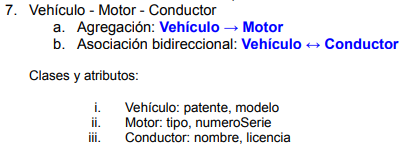 7. Vehículo - Motor - Conductor
a. Agregación: Vehículo → Motor
b. Asociación bidireccional: Vehículo ↔ Conductor
Clases y atributos:
i. Vehículo: patente, modelo
ii. Motor: tipo, numeroSerie
iii. Conductor: nombre, licencia